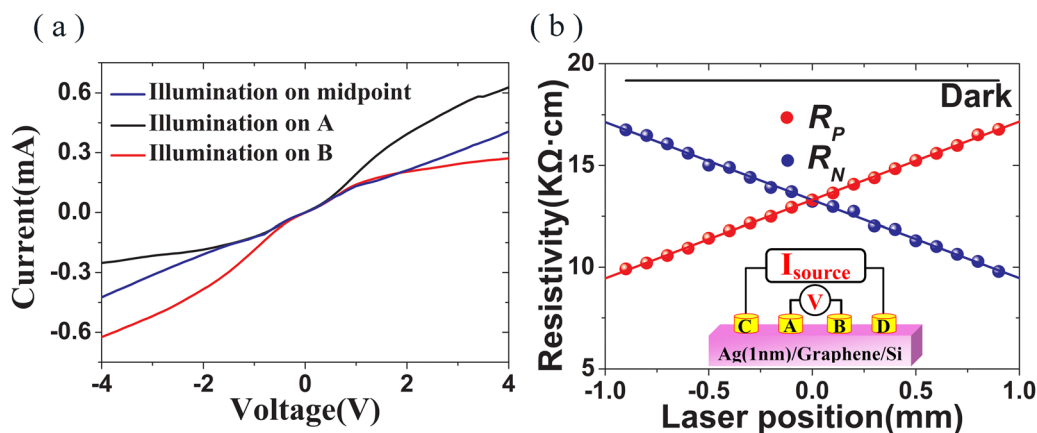 ( a )
Current(mA)
0.6
0.3
0.0
-0.3
-0.6
Illumination on midpoint
Illumination on A
Illumination on B
-4 -2 0 2 4
Voltage(V)
( b )
Resistivity(KΩ·cm)
20
15
10
5
Dark
R_P
R_N
I_source
V
C A B D
Ag(1nm)/Graphene/Si
-1.0 -0.5 0.0 0.5 1.0
Laser position(mm)